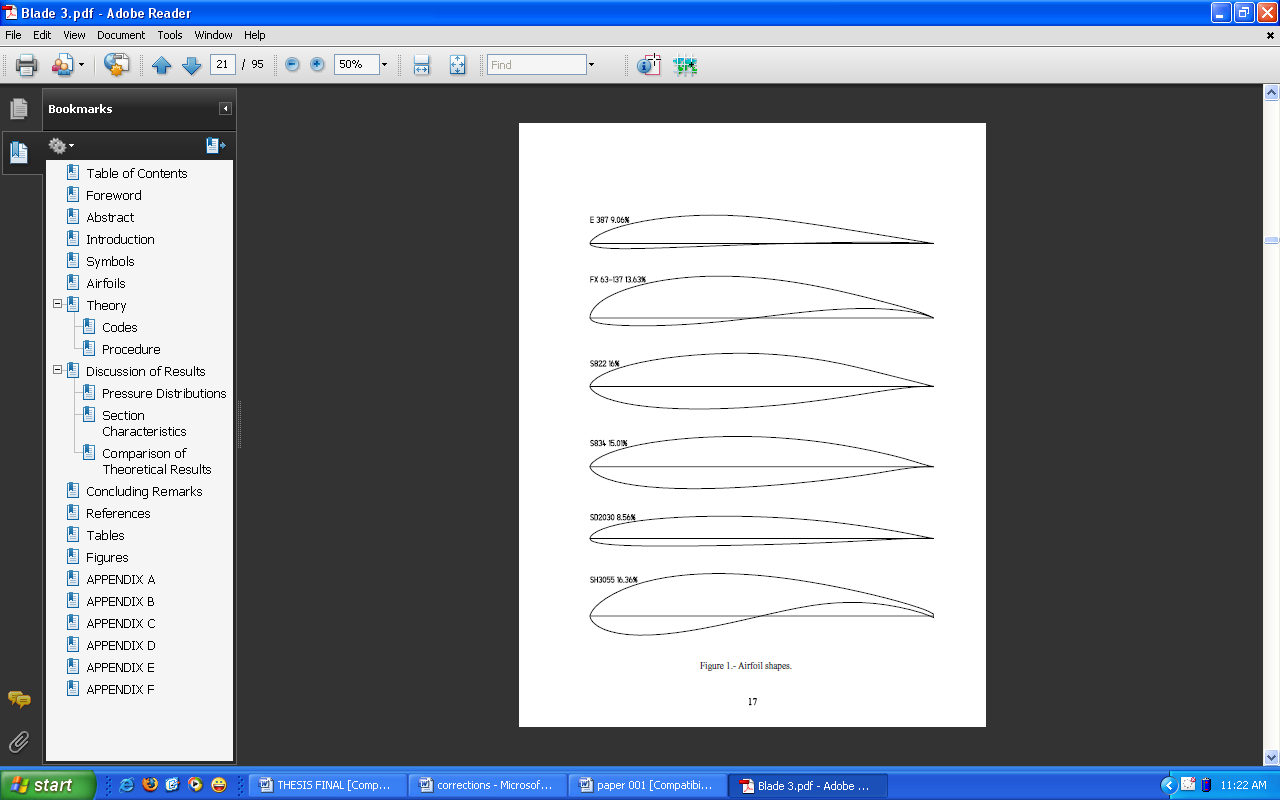 Blade 3.pdf - Adobe Reader
File Edit View Document Tools Window Help
21 / 95 50% Find
Bookmarks
Table of Contents
Foreword
Abstract
Introduction
Symbols
Airfoils
Theory
Codes
Procedure
Discussion of Results
Pressure Distributions
Section
Characteristics
Comparison of
Theoretical Results
Concluding Remarks
References
Tables
Figures
APPENDIX A
APPENDIX B
APPENDIX C
APPENDIX D
APPENDIX E
APPENDIX F
E 387 9.06%
FX 63-137 13.63%
S822 16%
S834 15.01%
SD2030 8.56%
SH3055 16.36%
Figure 1.- Airfoil shapes.
17
start THESIS FINAL [Comp... corrections - Microsof... paper 001 [Compatibi... Blade 3.pdf - Adobe ... 11:22 AM